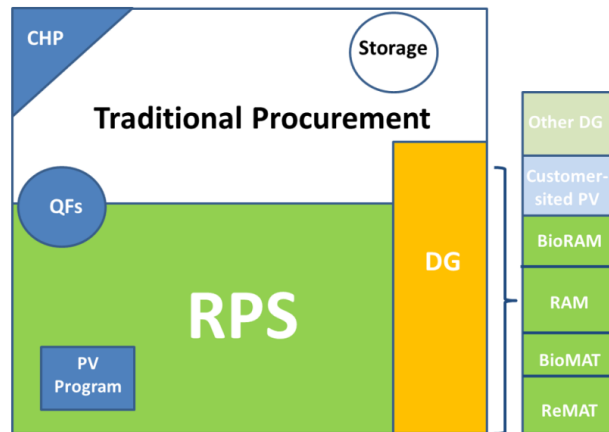 CHP
Storage
Traditional Procurement
QFs
RPS
PV
Program
DG
Other DG
Customer-
sited PV
BioRAM
RAM
BioMAT
ReMAT